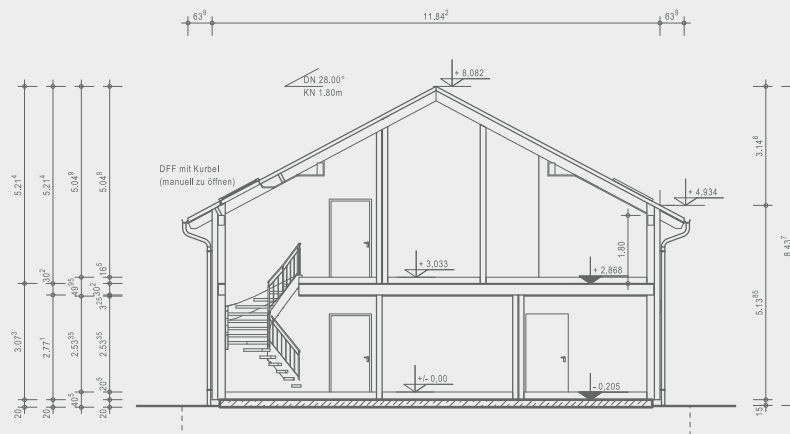 63⁹ 11.84² 63⁹
+ 8,082
DN 28.00°
KN 1.80m
DFF mit Kurbel
(manuell zu öffnen)
+ 4,934
1.80
+ 3,033
+ 2,868
+/- 0,00
- 0,205
5.21⁴ 5.21⁴ 5.04⁹ 5.04⁹
30² 49⁹⁵ 16⁵
3²⁵ 30²
3.07³ 2.77¹ 2.53³⁵ 2.53³⁵
40⁵ 20⁵
20 20 20
3.14⁸
8.43⁷
5.13⁸⁵
15